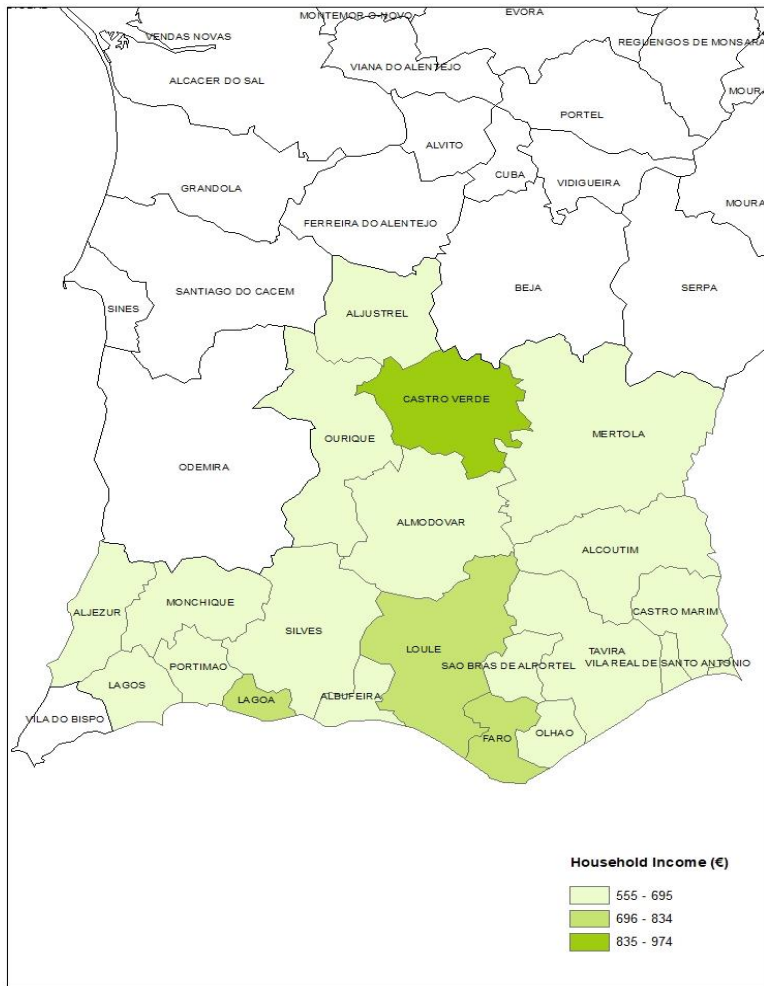 MONTEMOR-O-NOVO
EVORA
VENDAS NOVAS
REGUENGOS DE MONSARA
VIANA DO ALENTEJO
ALCACER DO SAL
MOUR
PORTEL
ALVITO
CUBA
VIDIGUEIRA
GRANDOLA
MOURA
FERREIRA DO ALENTEJO
SANTIAGO DO CACEM
BEJA
SERPA
SINES
ALJUSTREL
CASTRO VERDE
MERTOLA
OURIQUE
ODEMIRA
ALMODOVAR
ALCOUTIM
MONCHIQUE
ALJEZUR
CASTRO MARIM
SILVES
LOULE
TAVIRA
SAO BRAS DE ALPORTEL
VILA REAL DE SANTO ANTONIO
PORTIMAO
LAGOS
ALBUFEIRA
LAGOA
VILA DO BISPO
FARO
OLHAO
Household Income (€)
555 - 695
696 - 834
835 - 974